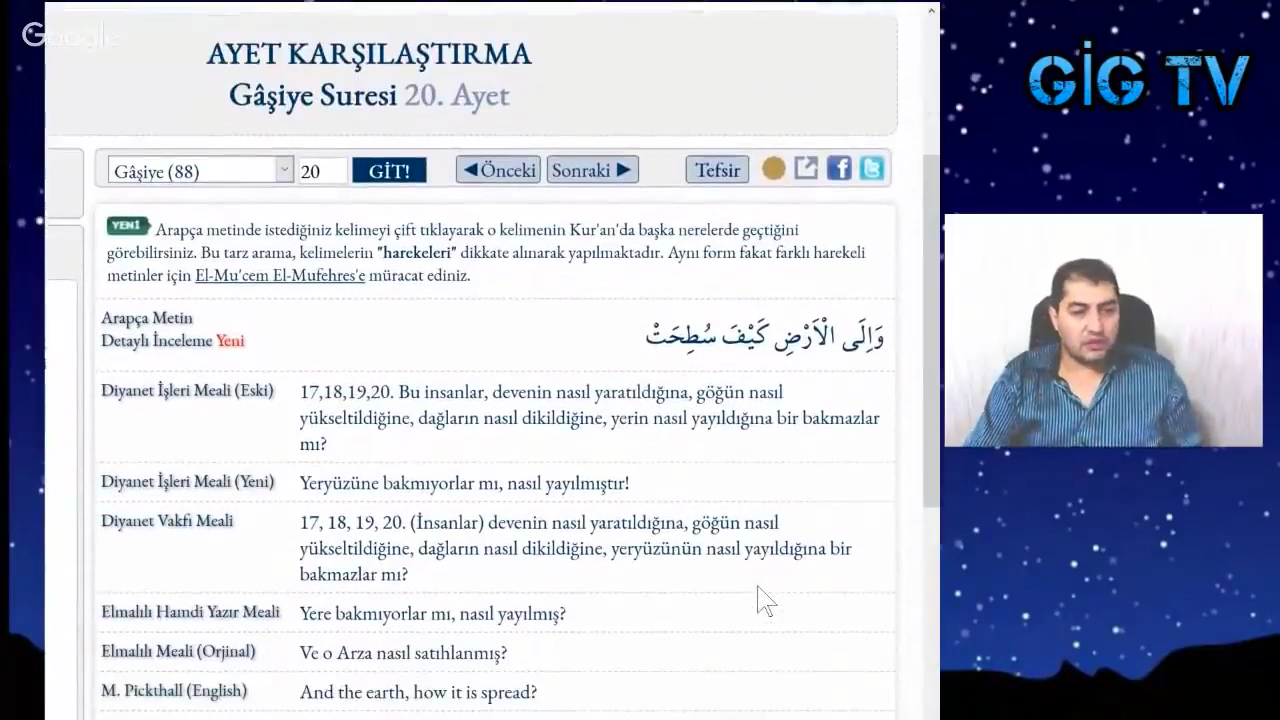 Google
GİG TV
AYET KARŞILAŞTIRMA
Gâşiye Suresi 20. Ayet
Gâşiye (88) 20 GİT! ◀Önceki Sonraki ▶ Tefsir
YENİ Arapça metinde istediğiniz kelimeyi çift tıklayarak o kelimenin Kur'an'da başka nerelerde geçtiğini
görebilirsiniz. Bu tarz arama, kelimelerin "harekeleri" dikkate alınarak yapılmaktadır. Aynı form fakat farklı harekeli
metinler için El-Mu'cem El-Mufehres'e müracat ediniz.
Arapça Metin
Detaylı İnceleme Yeni
وَاِلَى الْاَرْضِ كَيْفَ سُطِحَتْ
Diyanet İşleri Meali (Eski) 17,18,19,20. Bu insanlar, devenin nasıl yaratıldığına, göğün nasıl
yükseltildiğine, dağların nasıl dikildiğine, yerin nasıl yayıldığına bir bakmazlar
mı?
Diyanet İşleri Meali (Yeni) Yeryüzüne bakmıyorlar mı, nasıl yayılmıştır!
Diyanet Vakfı Meali 17, 18, 19, 20. (İnsanlar) devenin nasıl yaratıldığına, göğün nasıl
yükseltildiğine, dağların nasıl dikildiğine, yeryüzünün nasıl yayıldığına bir
bakmazlar mı?
Elmalılı Hamdi Yazır Meali Yere bakmıyorlar mı, nasıl yayılmış?
Elmalılı Meali (Orjinal) Ve o Arza nasıl satıhlanmış?
M. Pickthall (English) And the earth, how it is spread?